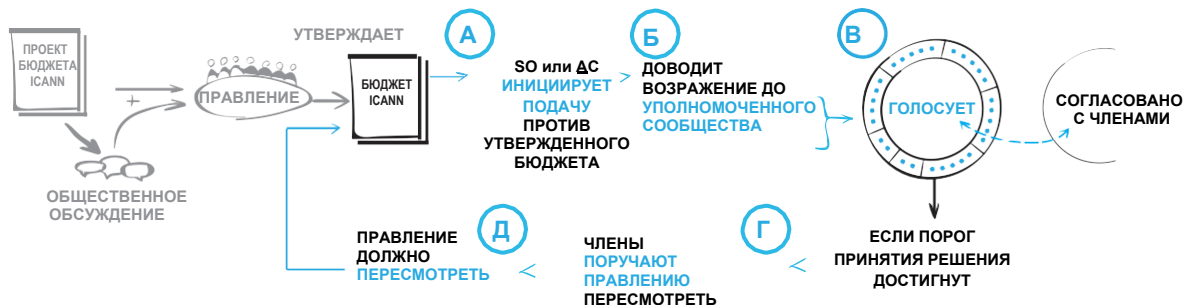 ПРОЕКТ
БЮДЖЕТА
ICANN
+
ОБЩЕСТВЕННОЕ
ОБСУЖДЕНИЕ
ПРАВЛЕНИЕ
УТВЕРЖДАЕТ
БЮДЖЕТ
ICANN
А
SO или AC
ИНИЦИИРУЕТ
ПОДАЧУ
ПРОТИВ
УТВЕРЖДЕННОГО
БЮДЖЕТА
Б
ДОВОДИТ
ВОЗРАЖЕНИЕ ДО
УПОЛНОМОЧЕННОГО
СООБЩЕСТВА
В
ГОЛОСУЕТ
СОГЛАСОВАНО
С ЧЛЕНАМИ
ЕСЛИ ПОРОГ
ПРИНЯТИЯ РЕШЕНИЯ
ДОСТИГНУТ
Г
ЧЛЕНЫ
ПОРУЧАЮТ
ПРАВЛЕНИЮ
ПЕРЕСМОТРЕТЬ
Д
ПРАВЛЕНИЕ
ДОЛЖНО
ПЕРЕСМОТРЕТЬ